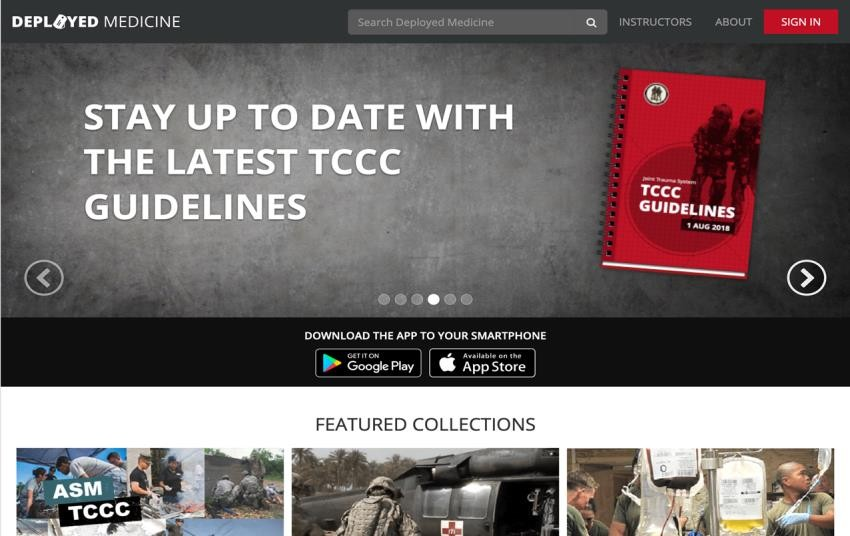 DEPLOYED MEDICINE
Search Deployed Medicine
INSTRUCTORS
ABOUT
SIGN IN
STAY UP TO DATE WITH
THE LATEST TCCC
GUIDELINES
Joint Trauma System
TCCC
GUIDELINES
1 AUG 2018
DOWNLOAD THE APP TO YOUR SMARTPHONE
GET IT ON
Google Play
Available on the
App Store
FEATURED COLLECTIONS
ASM
TCCC